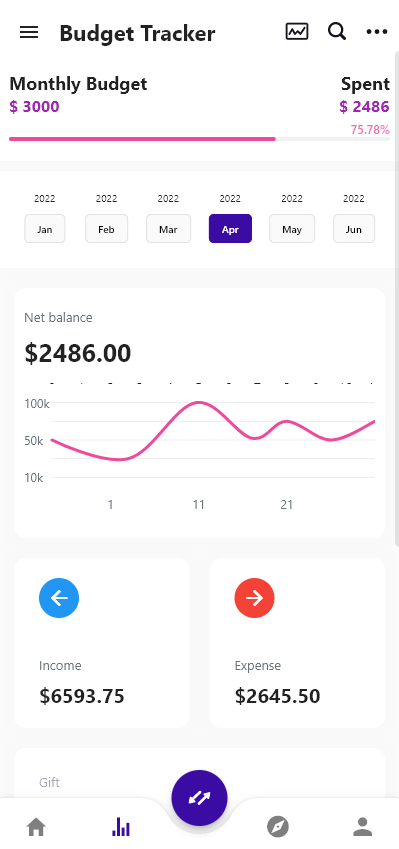 Budget Tracker
Monthly Budget Spent
$ 3000 $ 2486
75.78%
2022 2022 2022 2022 2022 2022
Jan Feb Mar Apr May Jun
Net balance
$2486.00
100k
50k
10k
1 11 21
Income Expense
$6593.75 $2645.50
Gift